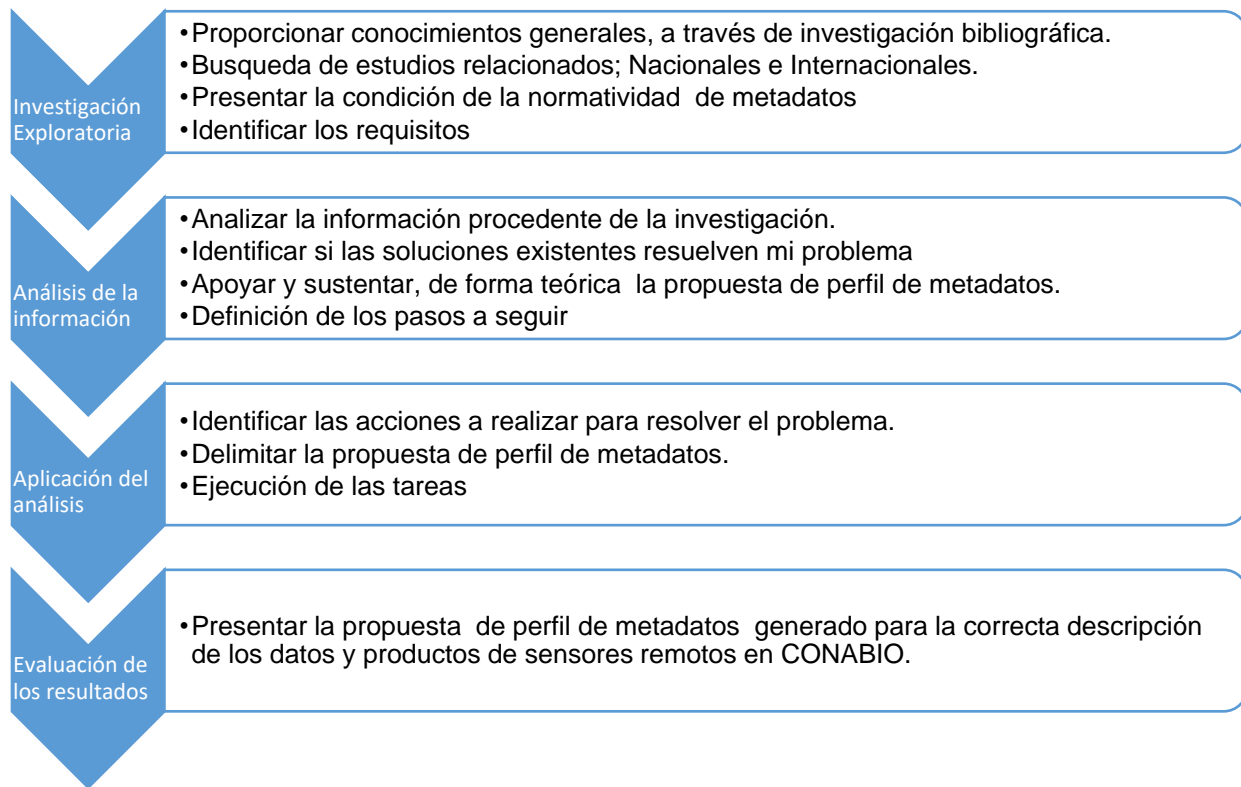 Investigación
Exploratoria
•Proporcionar conocimientos generales, a través de investigación bibliográfica.
•Busqueda de estudios relacionados; Nacionales e Internacionales.
•Presentar la condición de la normatividad de metadatos
•Identificar los requisitos
Análisis de la
información
•Analizar la información procedente de la investigación.
•Identificar si las soluciones existentes resuelven mi problema
•Apoyar y sustentar, de forma teórica la propuesta de perfil de metadatos.
•Definición de los pasos a seguir
Aplicación del
análisis
•Identificar las acciones a realizar para resolver el problema.
•Delimitar la propuesta de perfil de metadatos.
•Ejecución de las tareas
Evaluación de
los resultados
•Presentar la propuesta de perfil de metadatos generado para la correcta descripción
de los datos y productos de sensores remotos en CONABIO.